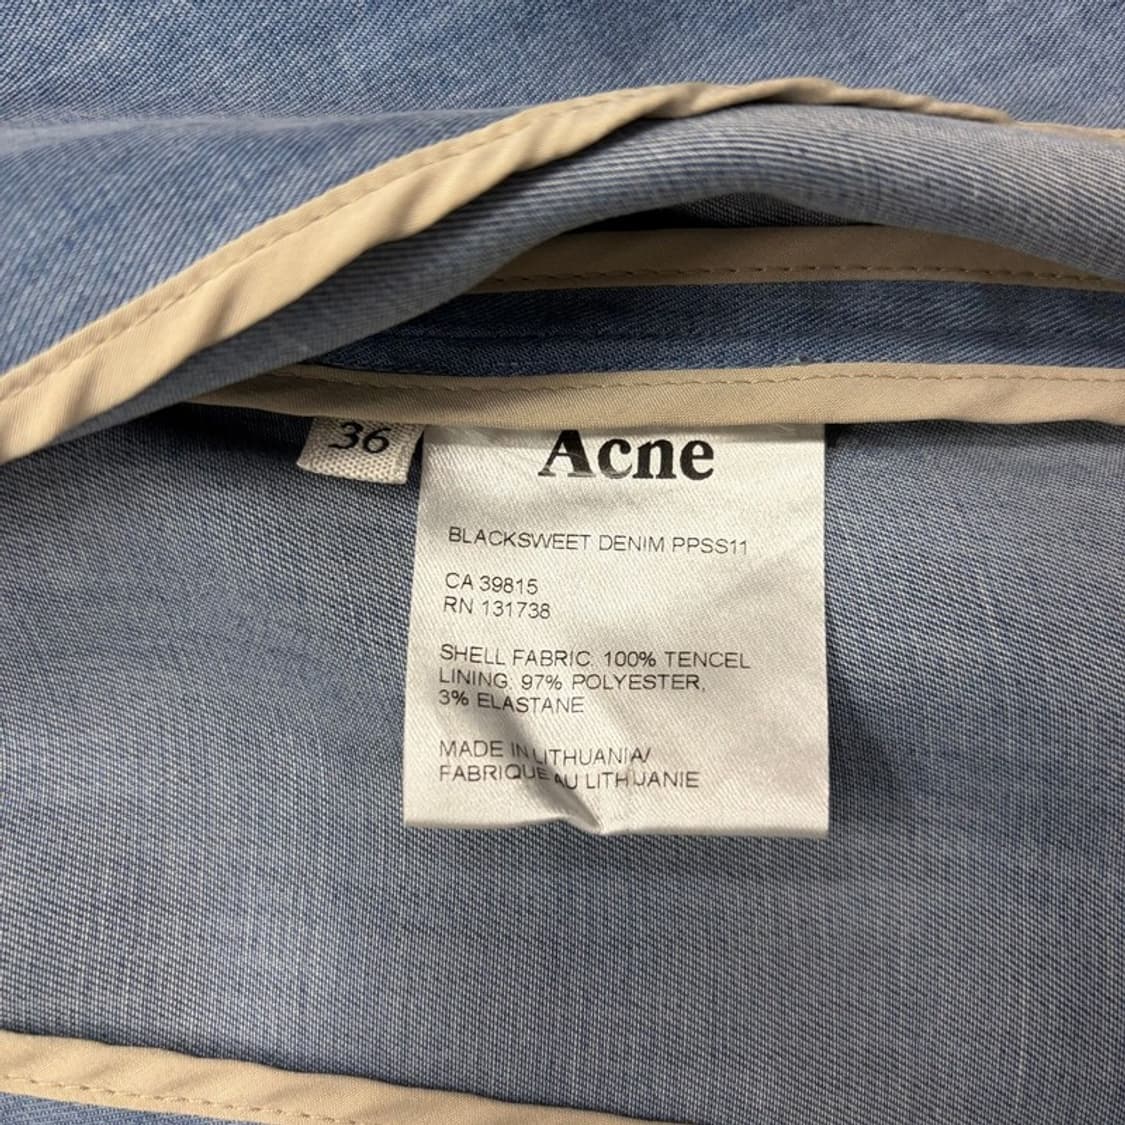 36
Acne
BLACKSWEET DENIM PPSS11
CA 39815
RN 131738
SHELL FABRIC: 100% TENCEL
LINING: 97% POLYESTER,
3% ELASTANE
MADE IN LITHUANIA/
FABRIQUE AU LITHUANIE